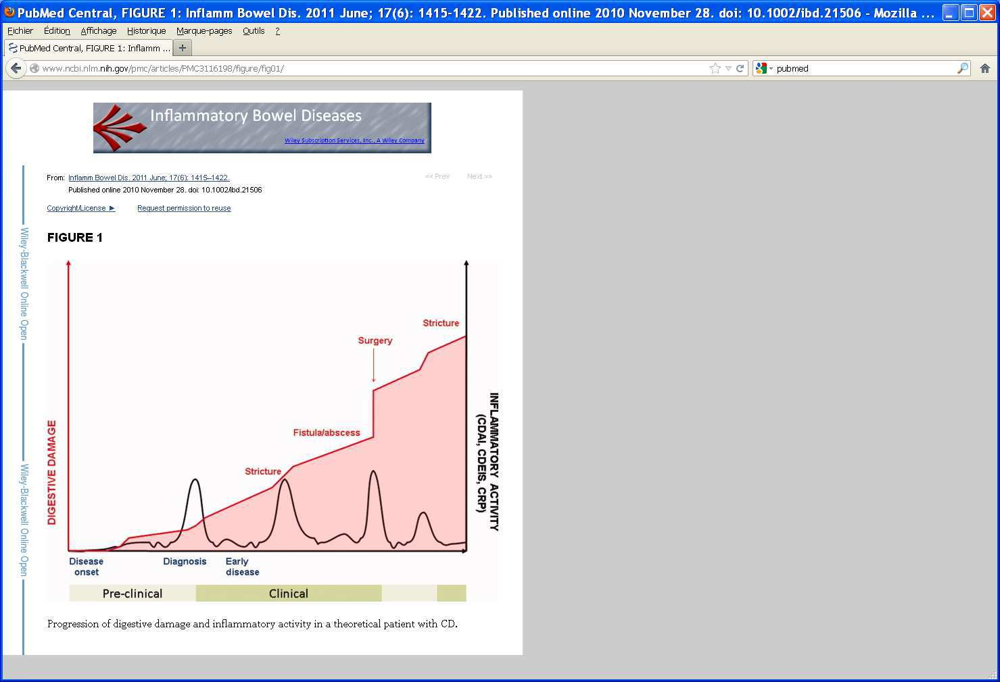 PubMed Central, FIGURE 1: Inflamm Bowel Dis. 2011 June; 17(6): 1415-1422. Published online 2010 November 28. doi: 10.1002/ibd.21506 - Mozilla ...
Fichier Édition Affichage Historique Marque-pages Outils ?
PubMed Central, FIGURE 1: Inflamm ... +
www.ncbi.nlm.nih.gov/pmc/articles/PMC3116198/figure/fig01/ pubmed
Inflammatory Bowel Diseases
Wiley Subscription Services, Inc., A Wiley Company
From: Inflamm Bowel Dis. 2011 June; 17(6): 1415–1422. << Prev Next >>
Published online 2010 November 28. doi: 10.1002/ibd.21506
Copyright/License ► Request permission to reuse
Wiley-Blackwell Online Open
Wiley-Blackwell Online Open
FIGURE 1
Stricture
Surgery
Fistula/abscess
Stricture
DIGESTIVE DAMAGE
INFLAMMATORY ACTIVITY
(CDAI, CDEIS, CRP)
Disease
onset
Diagnosis
Early
disease
Pre-clinical Clinical
Progression of digestive damage and inflammatory activity in a theoretical patient with CD.